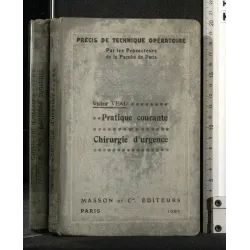 PRÉCIS DE TECHNIQUE OPÉRATOIRE
Par les Prosecteurs
de la Faculté de Paris
Victor VEAU
Pratique courante
Chirurgie d'urgence
MASSON ET Cie, ÉDITEURS
PARIS